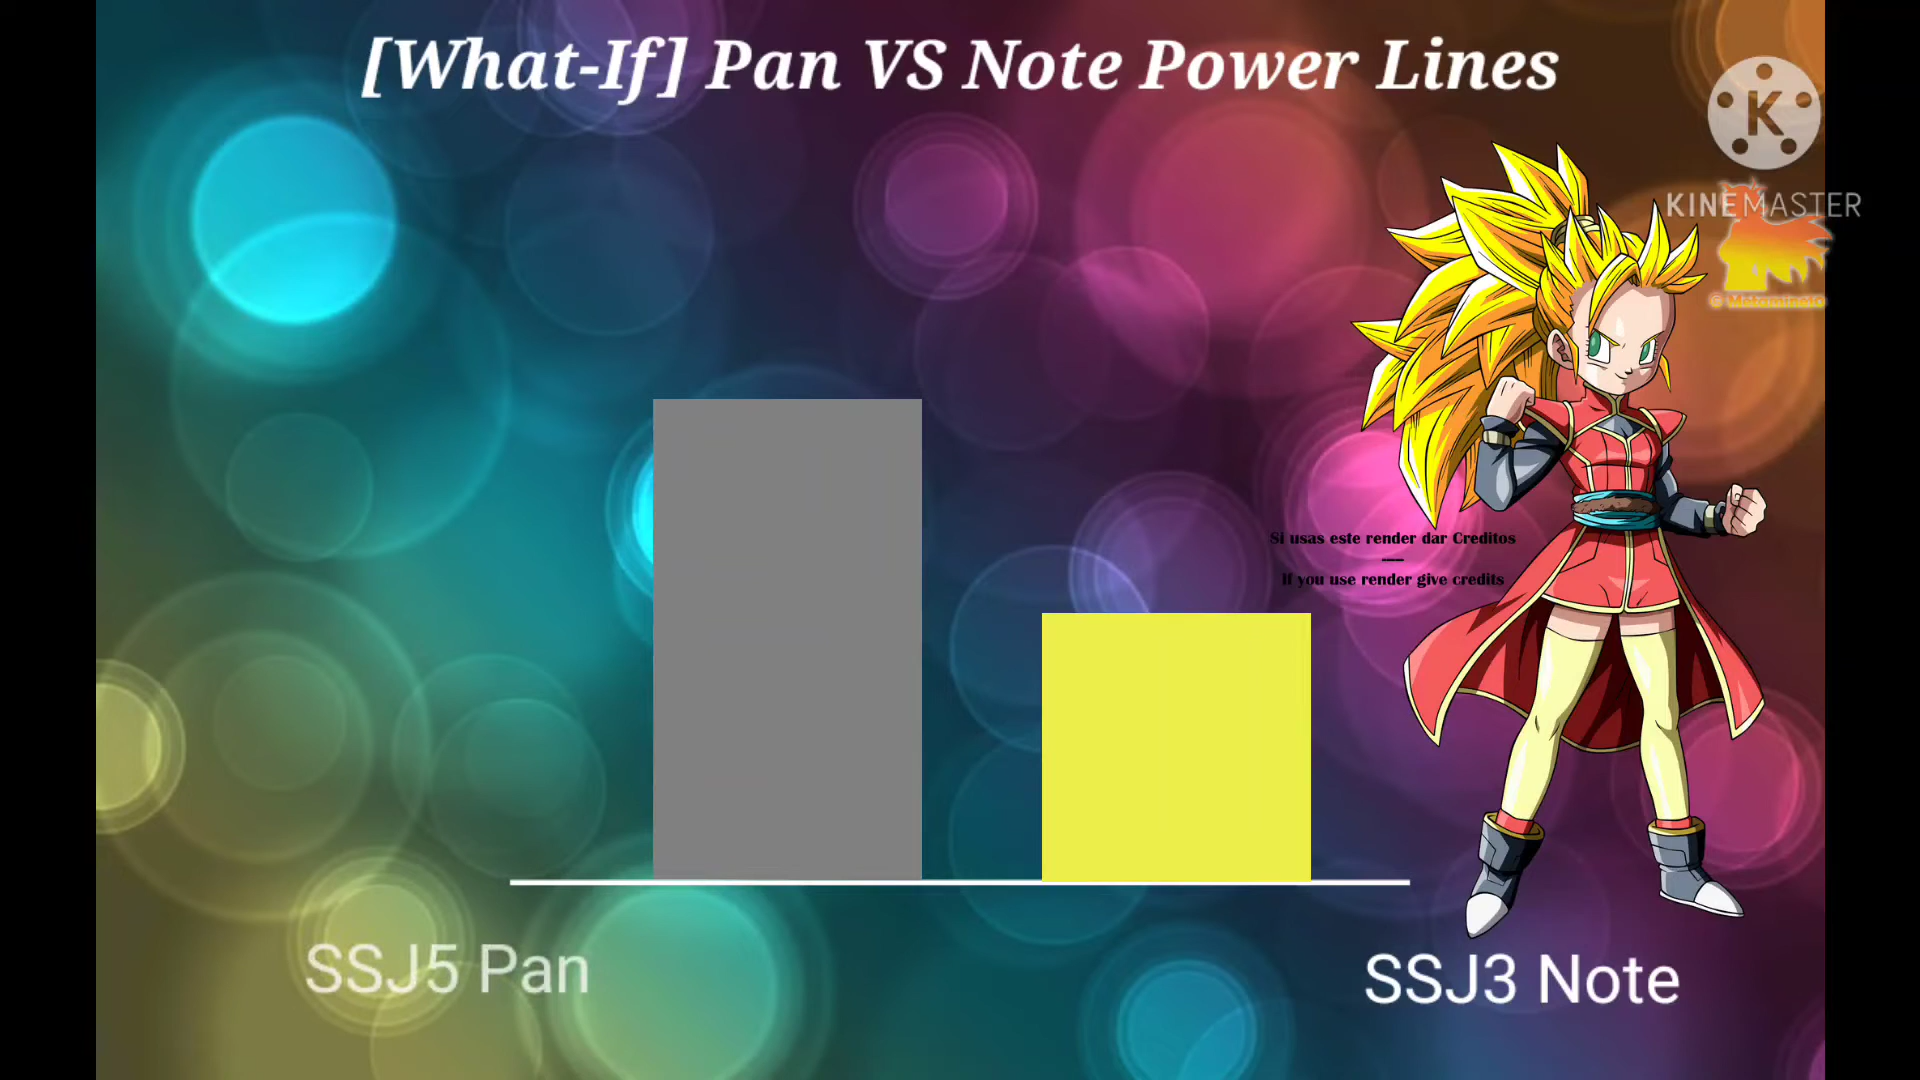 [What-If] Pan VS Note Power Lines
K
KINEMASTER
Si usas este render dar Creditos
If you use render give credits
SSJ5 Pan
SSJ3 Note